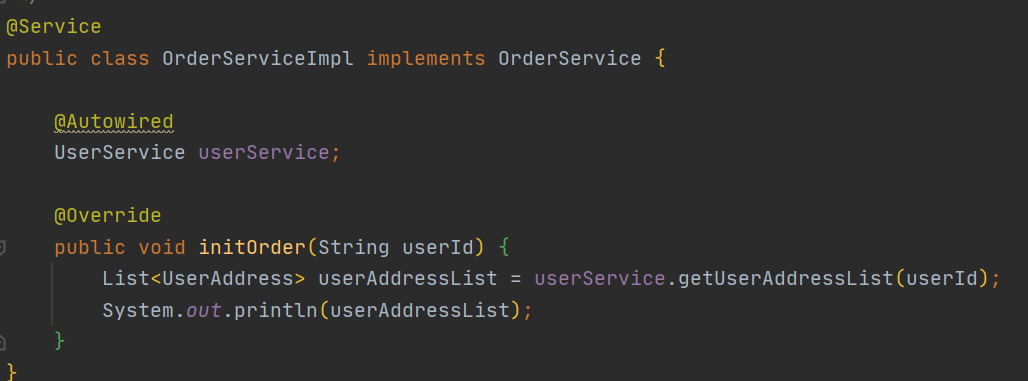 @Service
public class OrderServiceImpl implements OrderService {
@Autowired
UserService userService;
@Override
public void initOrder(String userId) {
List<UserAddress> userAddressList = userService.getUserAddressList(userId);
System.out.println(userAddressList);
}
}